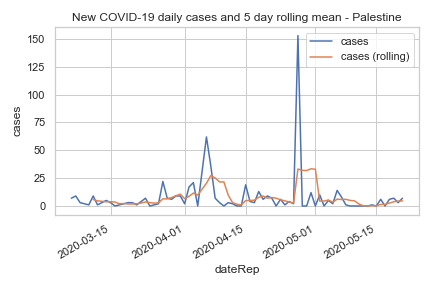 New COVID-19 daily cases and 5 day rolling mean - Palestine
cases
cases (rolling)
cases
150
125
100
75
50
25
0
2020-03-15
2020-04-01
2020-04-15
2020-05-01
2020-05-15
dateRep